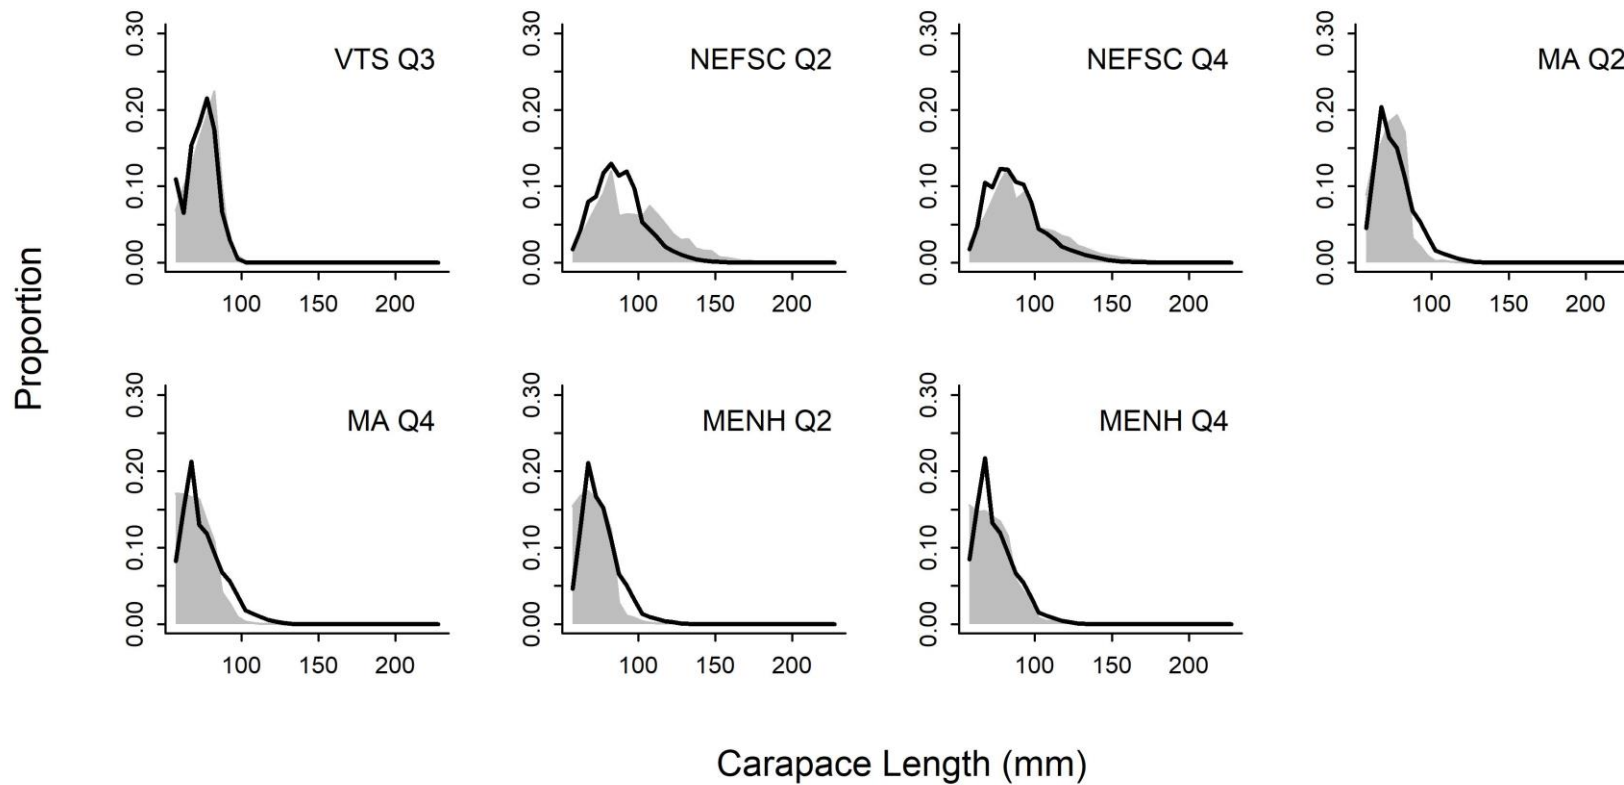 VTS Q3
0.00 0.10 0.20 0.30
100 150 200
NEFSC Q2
0.00 0.10 0.20 0.30
100 150 200
NEFSC Q4
0.00 0.10 0.20 0.30
100 150 200
MA Q2
0.00 0.10 0.20 0.30
100 150 200
MA Q4
0.00 0.10 0.20 0.30
100 150 200
MENH Q2
0.00 0.10 0.20 0.30
100 150 200
MENH Q4
0.00 0.10 0.20 0.30
100 150 200
Proportion
Carapace Length (mm)